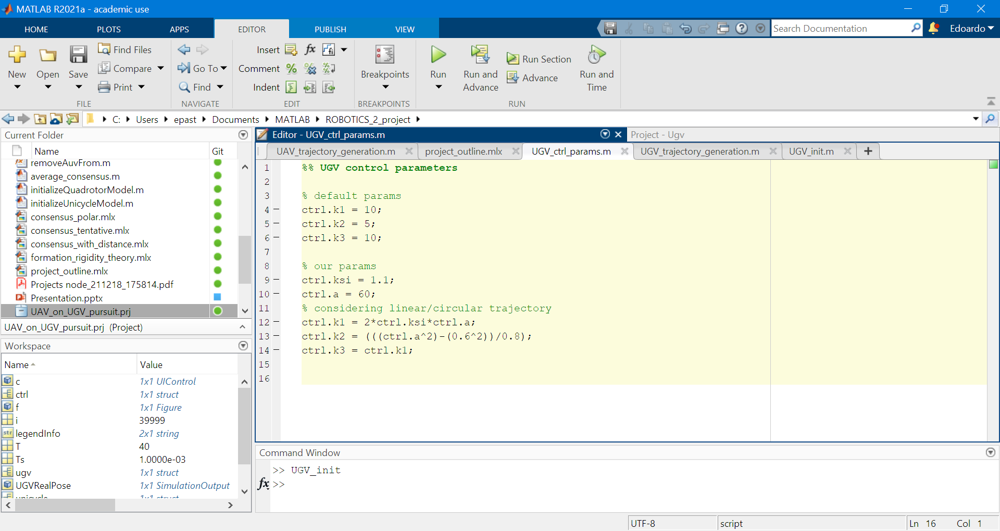 MATLAB R2021a - academic use
HOME PLOTS APPS EDITOR PUBLISH VIEW Search Documentation Edoardo
New Open Save Find Files Compare Print FILE
Go To Find NAVIGATE
Insert fx fi Comment Indent EDIT
Breakpoints BREAKPOINTS
Run Run and Advance Run Section Advance Run and Time RUN
C: Users epast Documents MATLAB ROBOTICS_2_project
Current Folder
Name Git
removeAuvFrom.m
average_consensus.m
initializeQuadrotorModel.m
initializeUnicycleModel.m
consensus_polar.mlx
consensus_tentative.mlx
consensus_with_distance.mlx
formation_rigidity_theory.mlx
project_outline.mlx
Projects node_211218_175814.pdf
Presentation.pptx
UAV_on_UGV_pursuit.prj
UAV_on_UGV_pursuit.prj (Project)
Workspace
Name Value
c 1x1 UIControl
ctrl 1x1 struct
f 1x1 Figure
i 39999
str legendInfo 2x1 string
T 40
Ts 1.0000e-03
ugv 1x1 struct
UGVRealPose 1x1 SimulationOutput
unicycle 1x1 struct
Editor - UGV_ctrl_params.m
Project - Ugv
UAV_trajectory_generation.m project_outline.mlx UGV_ctrl_params.m UGV_trajectory_generation.m UGV_init.m +
1 %% UGV control parameters
2
3 % default params
4 – ctrl.k1 = 10;
5 – ctrl.k2 = 5;
6 – ctrl.k3 = 10;
7
8 % our params
9 – ctrl.ksi = 1.1;
10 – ctrl.a = 60;
11 % considering linear/circular trajectory
12 – ctrl.k1 = 2*ctrl.ksi*ctrl.a;
13 – ctrl.k2 = (((ctrl.a^2)-(0.6^2))/0.8);
14 – ctrl.k3 = ctrl.k1;
15
16
Command Window
>> UGV_init
fx >>
UTF-8 script Ln 16 Col 1